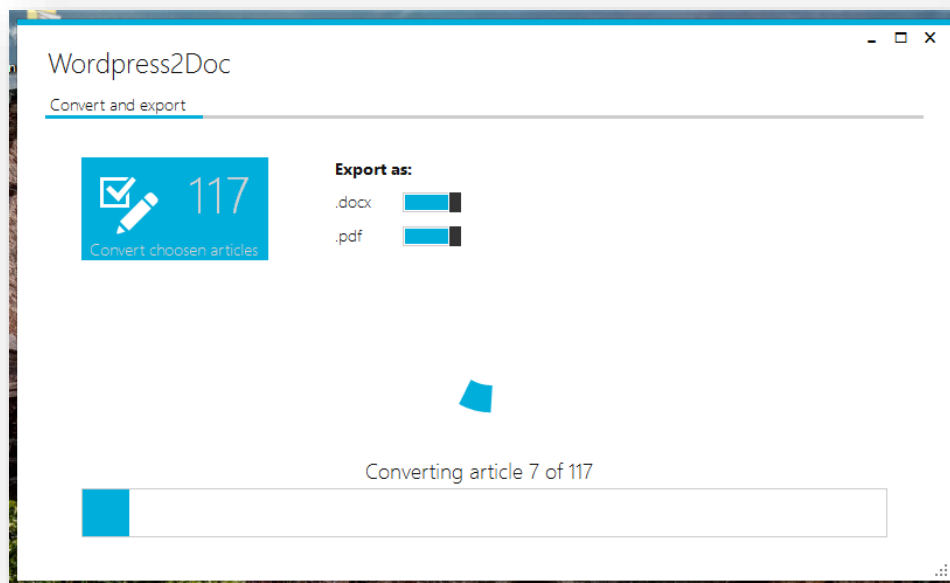 Wordpress2Doc
Convert and export
117
Convert choosen articles
Export as:
.docx
.pdf
Converting article 7 of 117